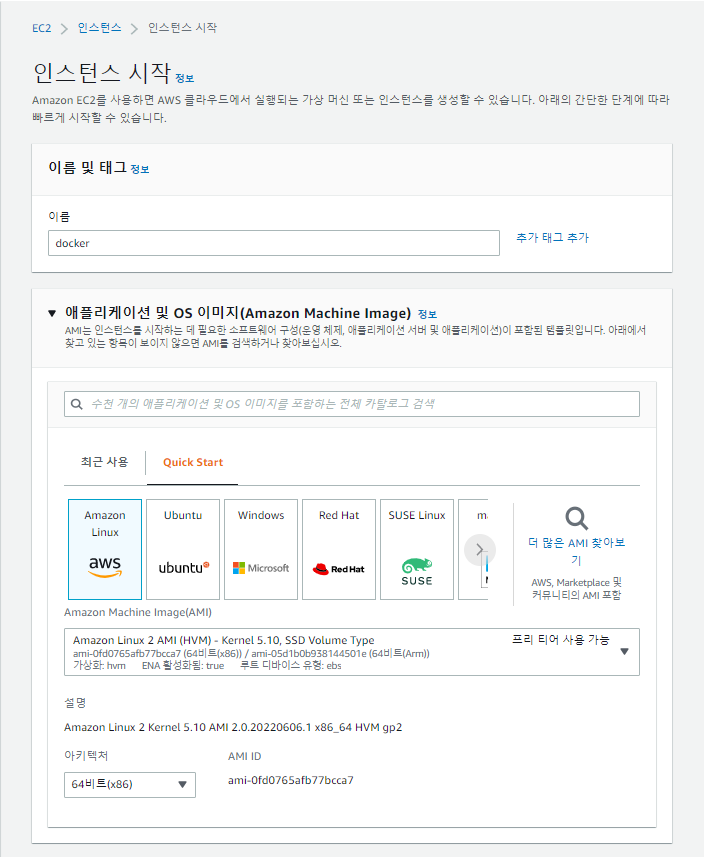 EC2 > 인스턴스 > 인스턴스 시작
인스턴스 시작 정보
Amazon EC2를 사용하면 AWS 클라우드에서 실행되는 가상 머신 또는 인스턴스를 생성할 수 있습니다. 아래의 간단한 단계에 따라
빠르게 시작할 수 있습니다.
이름 및 태그 정보
이름
docker
추가 태그 추가
▼ 애플리케이션 및 OS 이미지(Amazon Machine Image) 정보
AMI는 인스턴스를 시작하는 데 필요한 소프트웨어 구성(운영 체제, 애플리케이션 서버 및 애플리케이션)이 포함된 템플릿입니다. 아래에서
찾고 있는 항목이 보이지 않으면 AMI를 검색하거나 찾아보십시오.
수천 개의 애플리케이션 및 OS 이미지를 포함하는 전체 카탈로그 검색
최근 사용
Quick Start
Amazon
Linux
aws
Ubuntu
ubuntu
Windows
Microsoft
Red Hat
Red Hat
SUSE Linux
SUSE
더 많은 AMI 찾아보
기
AWS, Marketplace 및
커뮤니티의 AMI 포함
Amazon Machine Image(AMI)
Amazon Linux 2 AMI (HVM) - Kernel 5.10, SSD Volume Type
프리 티어 사용 가능
ami-0fd0765afb77bcca7 (64비트(x86)) / ami-05d1b0b938144501e (64비트(Arm))
가상화: hvm ENA 활성화됨: true 루트 디바이스 유형: ebs
설명
Amazon Linux 2 Kernel 5.10 AMI 2.0.20220606.1 x86_64 HVM gp2
아키텍처
AMI ID
64비트(x86)
ami-0fd0765afb77bcca7